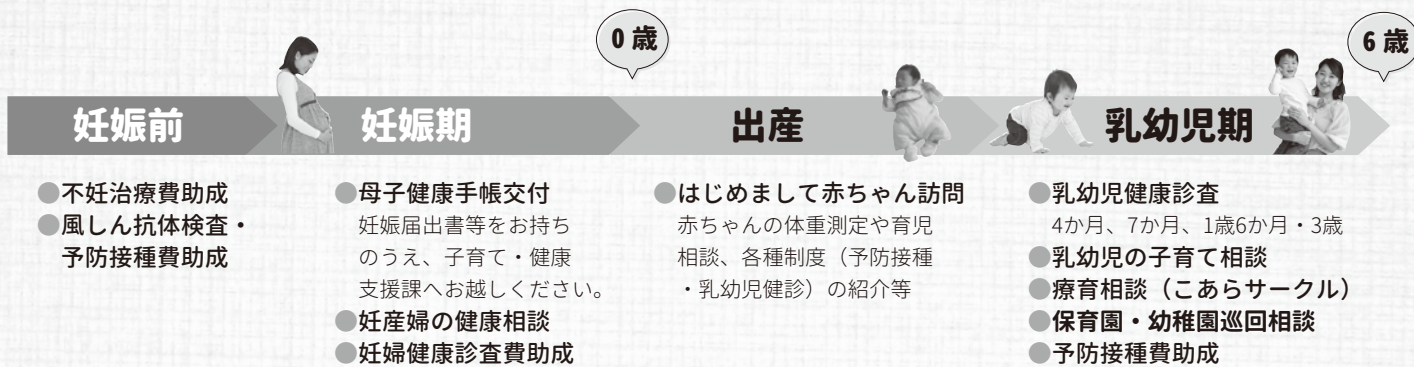 0歳
6歳
妊娠前
妊娠期
出産
乳幼児期
●不妊治療費助成
●風しん抗体検査・
予防接種費助成
●母子健康手帳交付
妊娠届出書等をお持ち
のうえ、子育て・健康
支援課へお越しください。
●妊産婦の健康相談
●妊婦健康診査費助成
●はじめまして赤ちゃん訪問
赤ちゃんの体重測定や育児
相談、各種制度（予防接種
・乳幼児健診）の紹介等
●乳幼児健康診査
4か月、7か月、1歳6か月・3歳
●乳幼児の子育て相談
●療育相談（こあらサークル）
●保育園・幼稚園巡回相談
●予防接種費助成